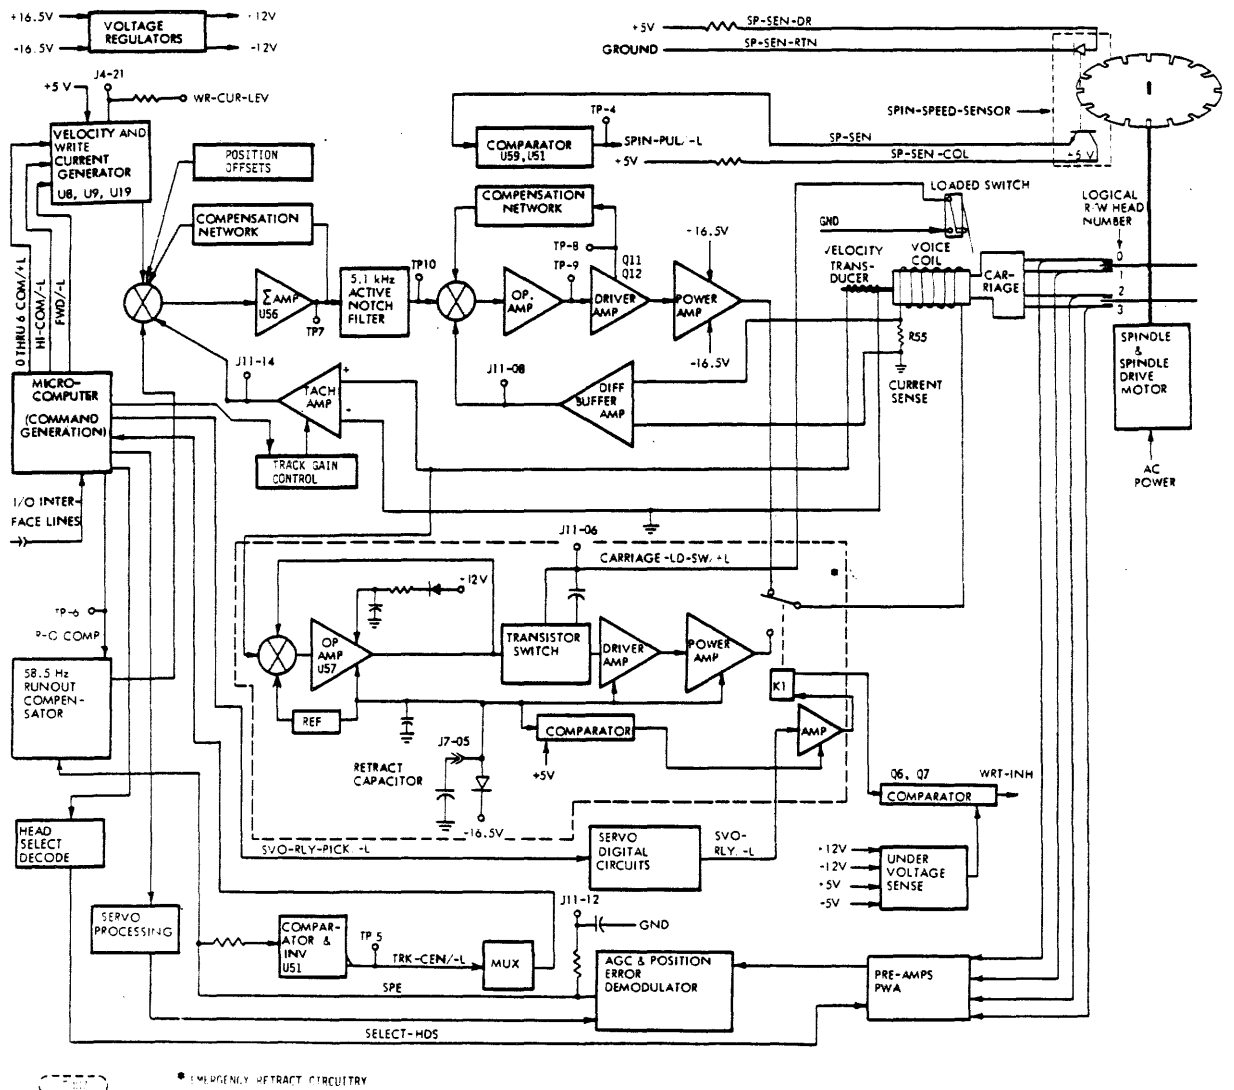 +16.5V
-16.5V
VOLTAGE
REGULATORS
-12V
J4-21
+5 V
WR-CUR-LEV
VELOCITY AND
WRITE
CURRENT
GENERATOR
U8, U9, U19
POSITION
OFFSETS
COMPENSATION
NETWORK
Σ AMP
U56
TP7
5.1 kHz
ACTIVE
NOTCH
FILTER
TP10
COMPARATOR
U59, U51
TP-4
SPIN-PUL/-L
+5V
SP-SEN-DR
GROUND
SP-SEN-RTN
SPIN-SPEED-SENSOR
SP-SEN
+5V
SP-SEN-COL
+5 V
COMPENSATION
NETWORK
TP-8
TP-9
Q11
Q12
OP.
AMP
DRIVER
AMP
POWER
AMP
-16.5V
-16.5V
LOADED SWITCH
GND
VELOCITY
TRANS-
DUCER
VOICE
COIL
CAR-
RIAGE
LOGICAL
R/W HEAD
NUMBER
0
1
2
3
R55
CURRENT
SENSE
SPINDLE
&
SPINDLE
DRIVE
MOTOR
AC
POWER
0 THRU 6 COM/+L
HI-COM/-L
FWD/-L
MICRO-
COMPUTER
(COMMAND
GENERATION)
I/O INTER-
FACE LINES
J11-14
TACH
AMP
+
-
TRACK GAIN
CONTROL
J11-08
DIFF
BUFFER
AMP
J11-06
CARRIAGE-LD-SW/+L
*
-12V
OP
AMP
U57
REF
TRANSISTOR
SWITCH
DRIVER
AMP
POWER
AMP
K1
COMPARATOR
+5V
AMP
J7-05
RETRACT
CAPACITOR
-16.5V
TP-6
R-O COMP
58.5 Hz
RUNOUT
COMPEN-
SATOR
HEAD
SELECT
DECODE
SERVO
PROCESSING
SVO-RLY-PICK/-L
SERVO
DIGITAL
CIRCUITS
SVO-
RLY/-L
Q6, Q7
COMPARATOR
WRT-INH
+12V
-12V
+5V
-5V
UNDER
VOLTAGE
SENSE
COMPAR-
ATOR &
INV
U51
TP 5
TRK-CEN/-L
MUX
J11-12
GND
SPE
AGC & POSITION
ERROR
DEMODULATOR
PRE-AMPS
PWA
SELECT-HDS
* EMERGENCY RETRACT CIRCUITRY